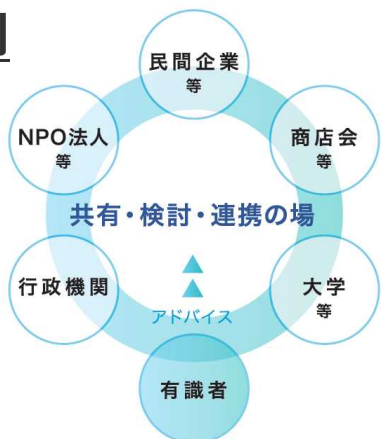 民間企業
等
NPO法人
等
商店会
等
共有・検討・連携の場
行政機関
大学
等
アドバイス
有識者